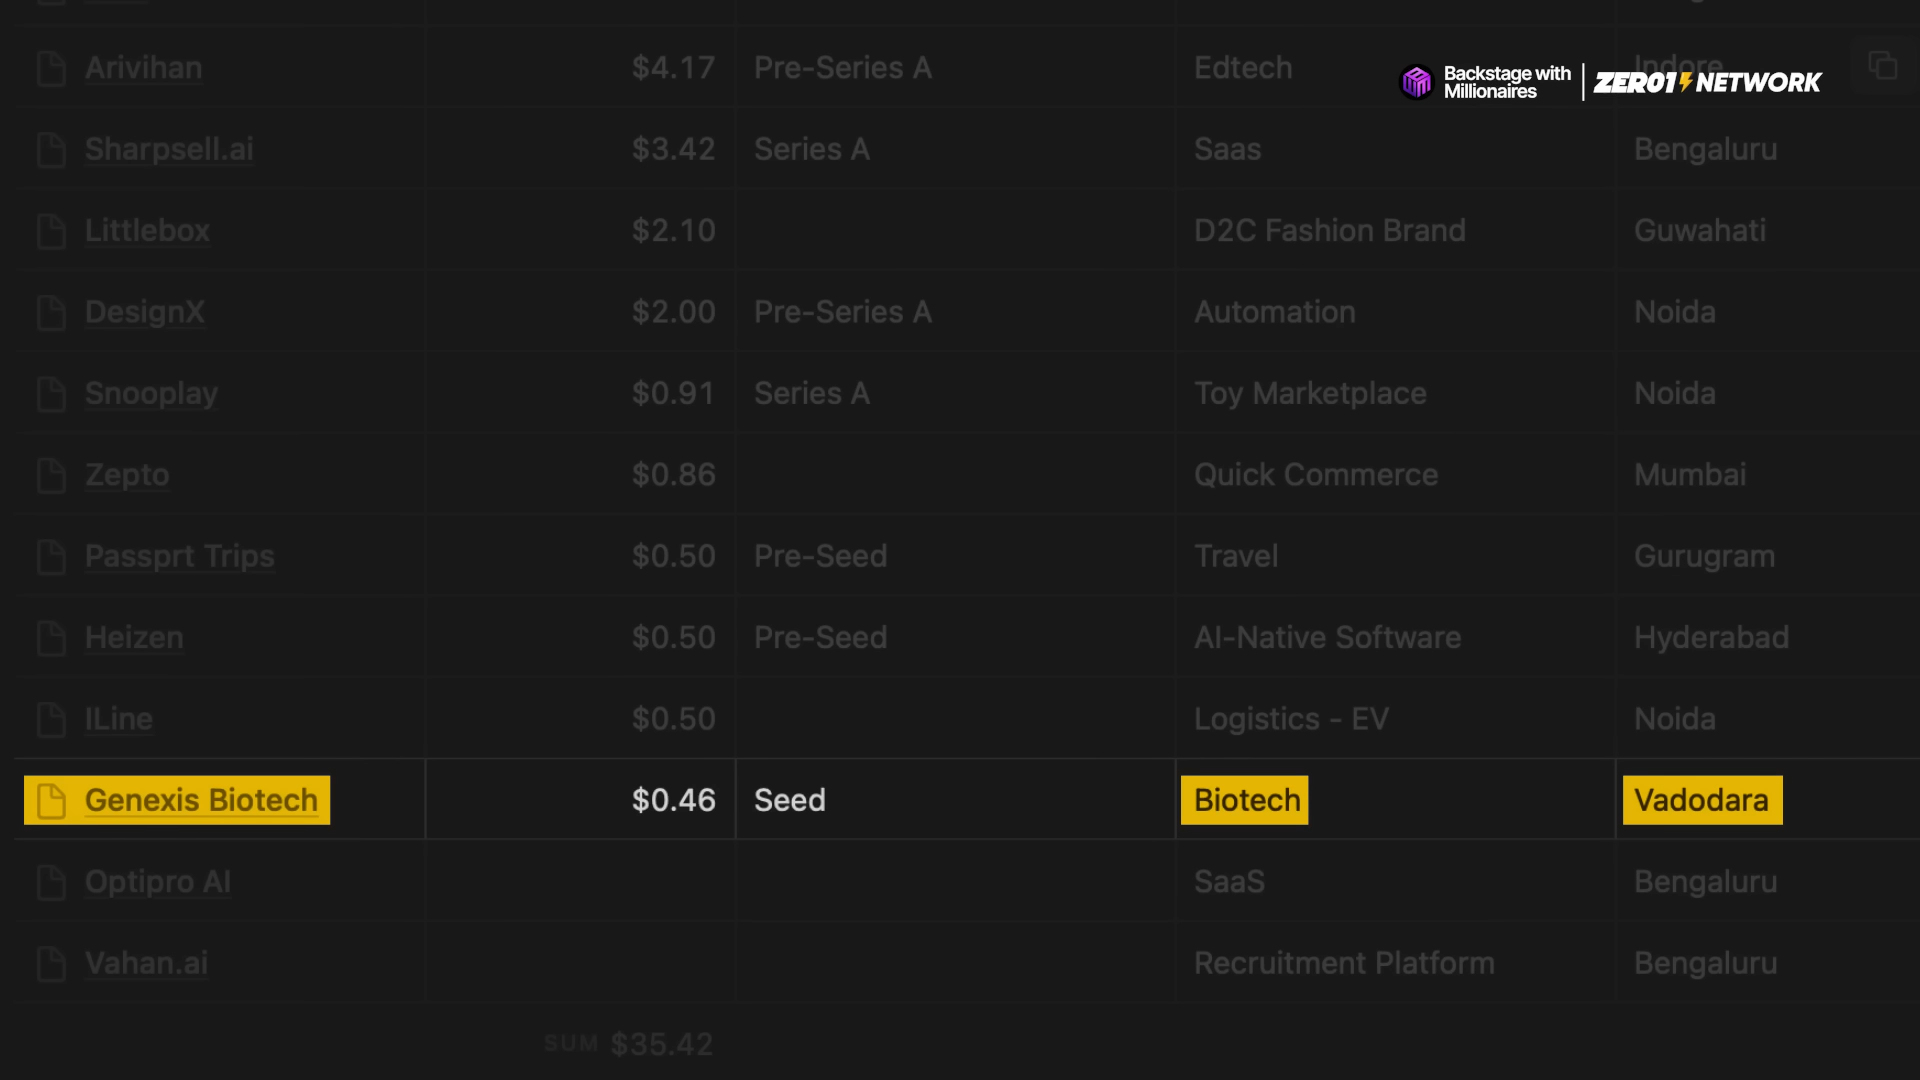 Arivihan $4.17 Pre-Series A Edtech Indore
Backstage with
Millionaires
ZERO1 NETWORK
Sharpsell.ai $3.42 Series A Saas Bengaluru
Littlebox $2.10 D2C Fashion Brand Guwahati
DesignX $2.00 Pre-Series A Automation Noida
Snooplay $0.91 Series A Toy Marketplace Noida
Zepto $0.86 Quick Commerce Mumbai
Passprt Trips $0.50 Pre-Seed Travel Gurugram
Heizen $0.50 Pre-Seed AI-Native Software Hyderabad
ILine $0.50 Logistics - EV Noida
Genexis Biotech $0.46 Seed Biotech Vadodara
Optipro AI SaaS Bengaluru
Vahan.ai Recruitment Platform Bengaluru
SUM $35.42